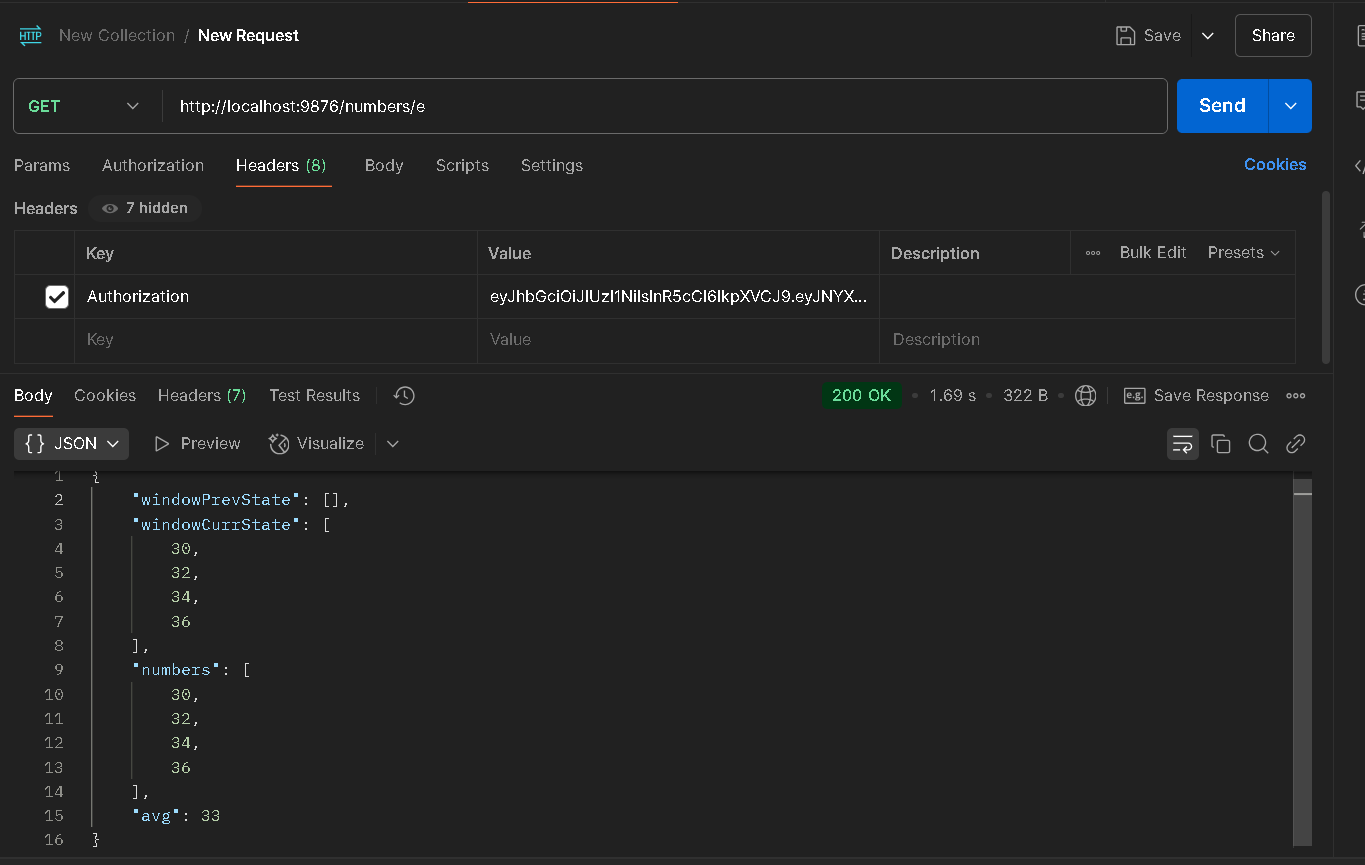 HTTP New Collection / New Request Save Share
GET http://localhost:9876/numbers/e Send
Params Authorization Headers (8) Body Scripts Settings Cookies
Headers 7 hidden
Key Value Description Bulk Edit Presets
Authorization eyJhbGciOiJIUzI1NiIsInR5cCI6IkpXVCJ9.eyJNYX...
Key Value Description
Body Cookies Headers (7) Test Results 200 OK • 1.69 s • 322 B • e.g. Save Response
{} JSON Preview Visualize
1 {
2 "windowPrevState": [],
3 "windowCurrState": [
4 30,
5 32,
6 34,
7 36
8 ],
9 "numbers": [
10 30,
11 32,
12 34,
13 36
14 ],
15 "avg": 33
16 }